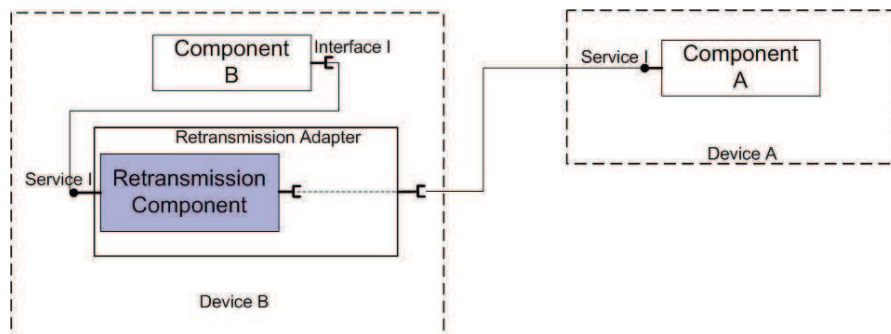 Component
B
Interface I
Service I
Component
A
Retransmission Adapter
Device A
Service I
Retransmission
Component
Device B